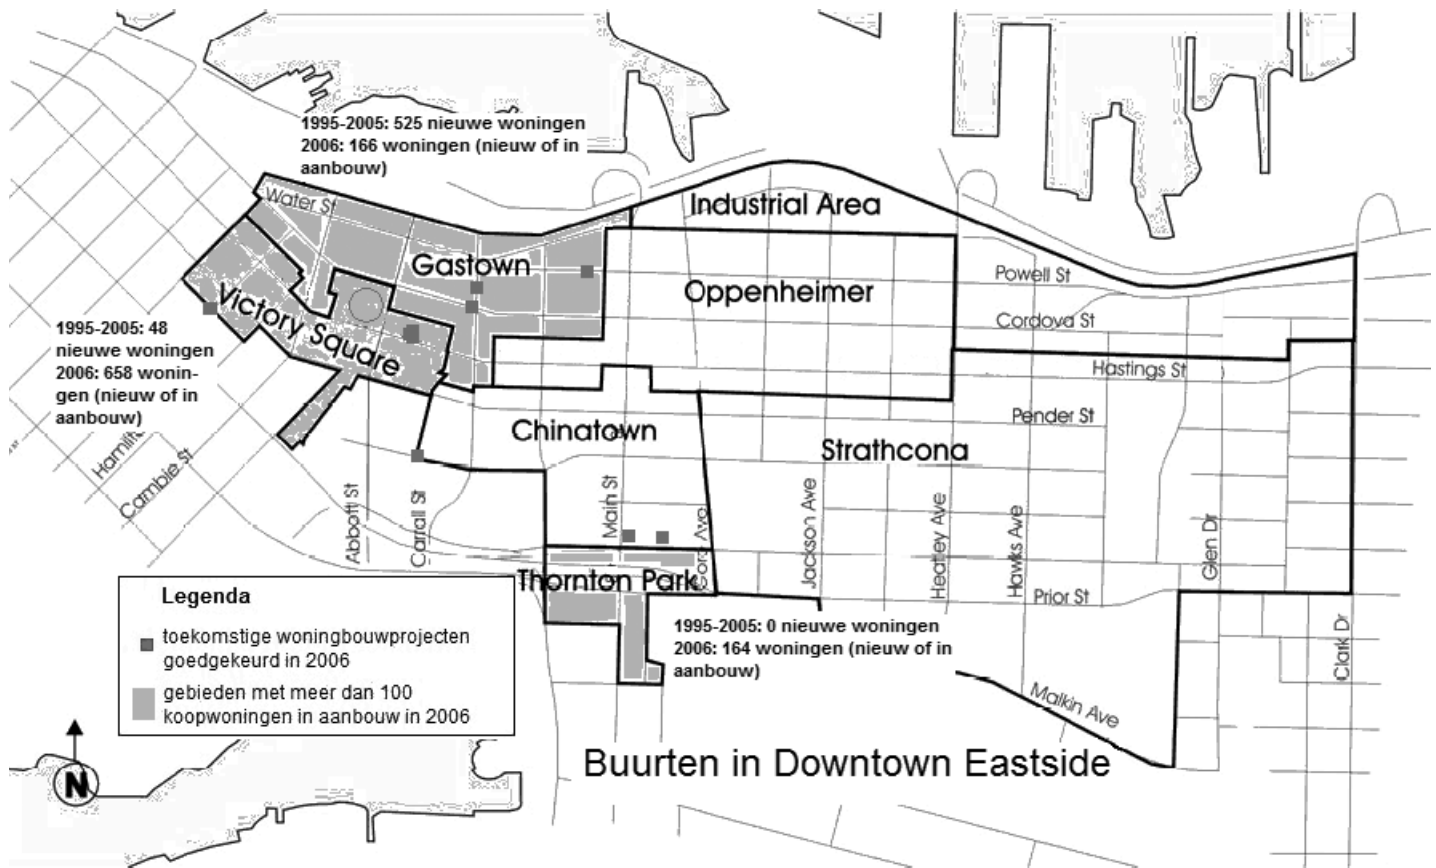 1995-2005: 525 nieuwe woningen
2006: 166 woningen (nieuw of in
aanbouw)
Water St
Industrial Area
Gastown
Powell St
Oppenheimer
Victory Square
Cordova St
1995-2005: 48
nieuwe woningen
2006: 658 wonin-
gen (nieuw of in
aanbouw)
Hastings St
Pender St
Chinatown
Strathcona
Cambie St
Abbott St
Carrall St
Main St
Jackson Ave
Heatley Ave
Hawks Ave
Glen Dr
Thornton Park
Prior St
Legenda
toekomstige woningbouwprojecten
goedgekeurd in 2006
gebieden met meer dan 100
koopwoningen in aanbouw in 2006
1995-2005: 0 nieuwe woningen
2006: 164 woningen (nieuw of in
aanbouw)
Clark Dr
Malkin Ave
Buurten in Downtown Eastside
N